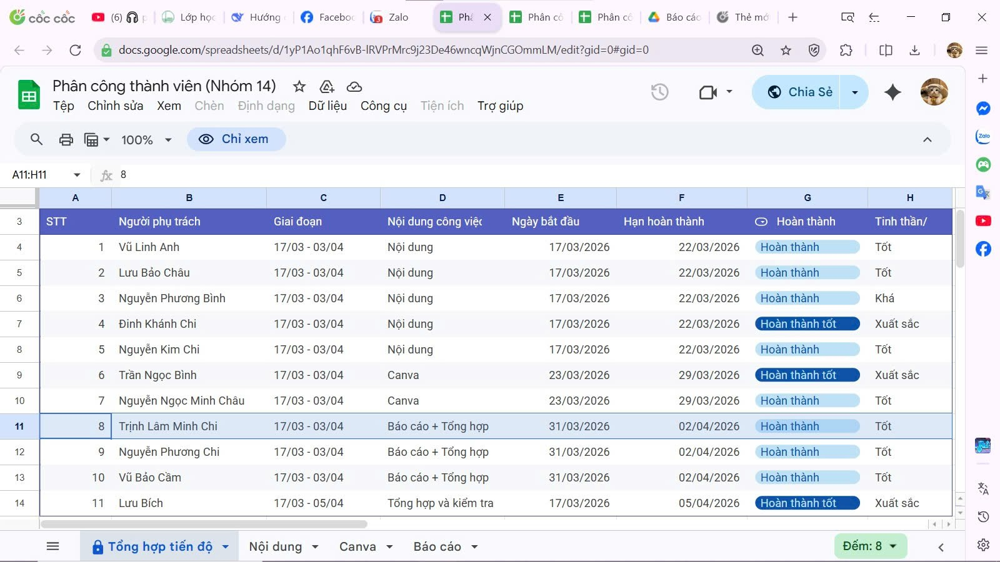 cốc cốc (6) Lớp học Hướng Faceboo Zalo Phâ Phân cô Phân cô Báo cáo Thẻ mới
docs.google.com/spreadsheets/d/1yP1Ao1qhF6vB-IRVPrMrc9j23De46wncqWjnCGOmmLM/edit?gid=0#gid=0
Phân công thành viên (Nhóm 14)
Tệp Chỉnh sửa Xem Chèn Định dạng Dữ liệu Công cụ Tiện ích Trợ giúp
Chia Sẻ
100% Chỉ xem
A11:H11 fx 8
A B C D E F G H
3 STT Người phụ trách Giai đoạn Nội dung công việc Ngày bắt đầu Hạn hoàn thành Hoàn thành Tinh thần/
4 1 Vũ Linh Anh 17/03 - 03/04 Nội dung 17/03/2026 22/03/2026 Hoàn thành Tốt
5 2 Lưu Bảo Châu 17/03 - 03/04 Nội dung 17/03/2026 22/03/2026 Hoàn thành Tốt
6 3 Nguyễn Phương Bình 17/03 - 03/04 Nội dung 17/03/2026 22/03/2026 Hoàn thành Khá
7 4 Đinh Khánh Chi 17/03 - 03/04 Nội dung 17/03/2026 22/03/2026 Hoàn thành tốt Xuất sắc
8 5 Nguyễn Kim Chi 17/03 - 03/04 Nội dung 17/03/2026 22/03/2026 Hoàn thành Tốt
9 6 Trần Ngọc Bình 17/03 - 03/04 Canva 23/03/2026 29/03/2026 Hoàn thành tốt Xuất sắc
10 7 Nguyễn Ngọc Minh Châu 17/03 - 03/04 Canva 23/03/2026 29/03/2026 Hoàn thành Tốt
11 8 Trịnh Lâm Minh Chi 17/03 - 03/04 Báo cáo + Tổng hợp 31/03/2026 02/04/2026 Hoàn thành Tốt
12 9 Nguyễn Phương Chi 17/03 - 03/04 Báo cáo + Tổng hợp 31/03/2026 02/04/2026 Hoàn thành Tốt
13 10 Vũ Bảo Cầm 17/03 - 03/04 Báo cáo + Tổng hợp 31/03/2026 02/04/2026 Hoàn thành Tốt
14 11 Lưu Bích 17/03 - 05/04 Tổng hợp và kiểm tra 17/03/2026 05/04/2026 Hoàn thành tốt Xuất sắc
Tổng hợp tiến độ Nội dung Canva Báo cáo Đếm: 8